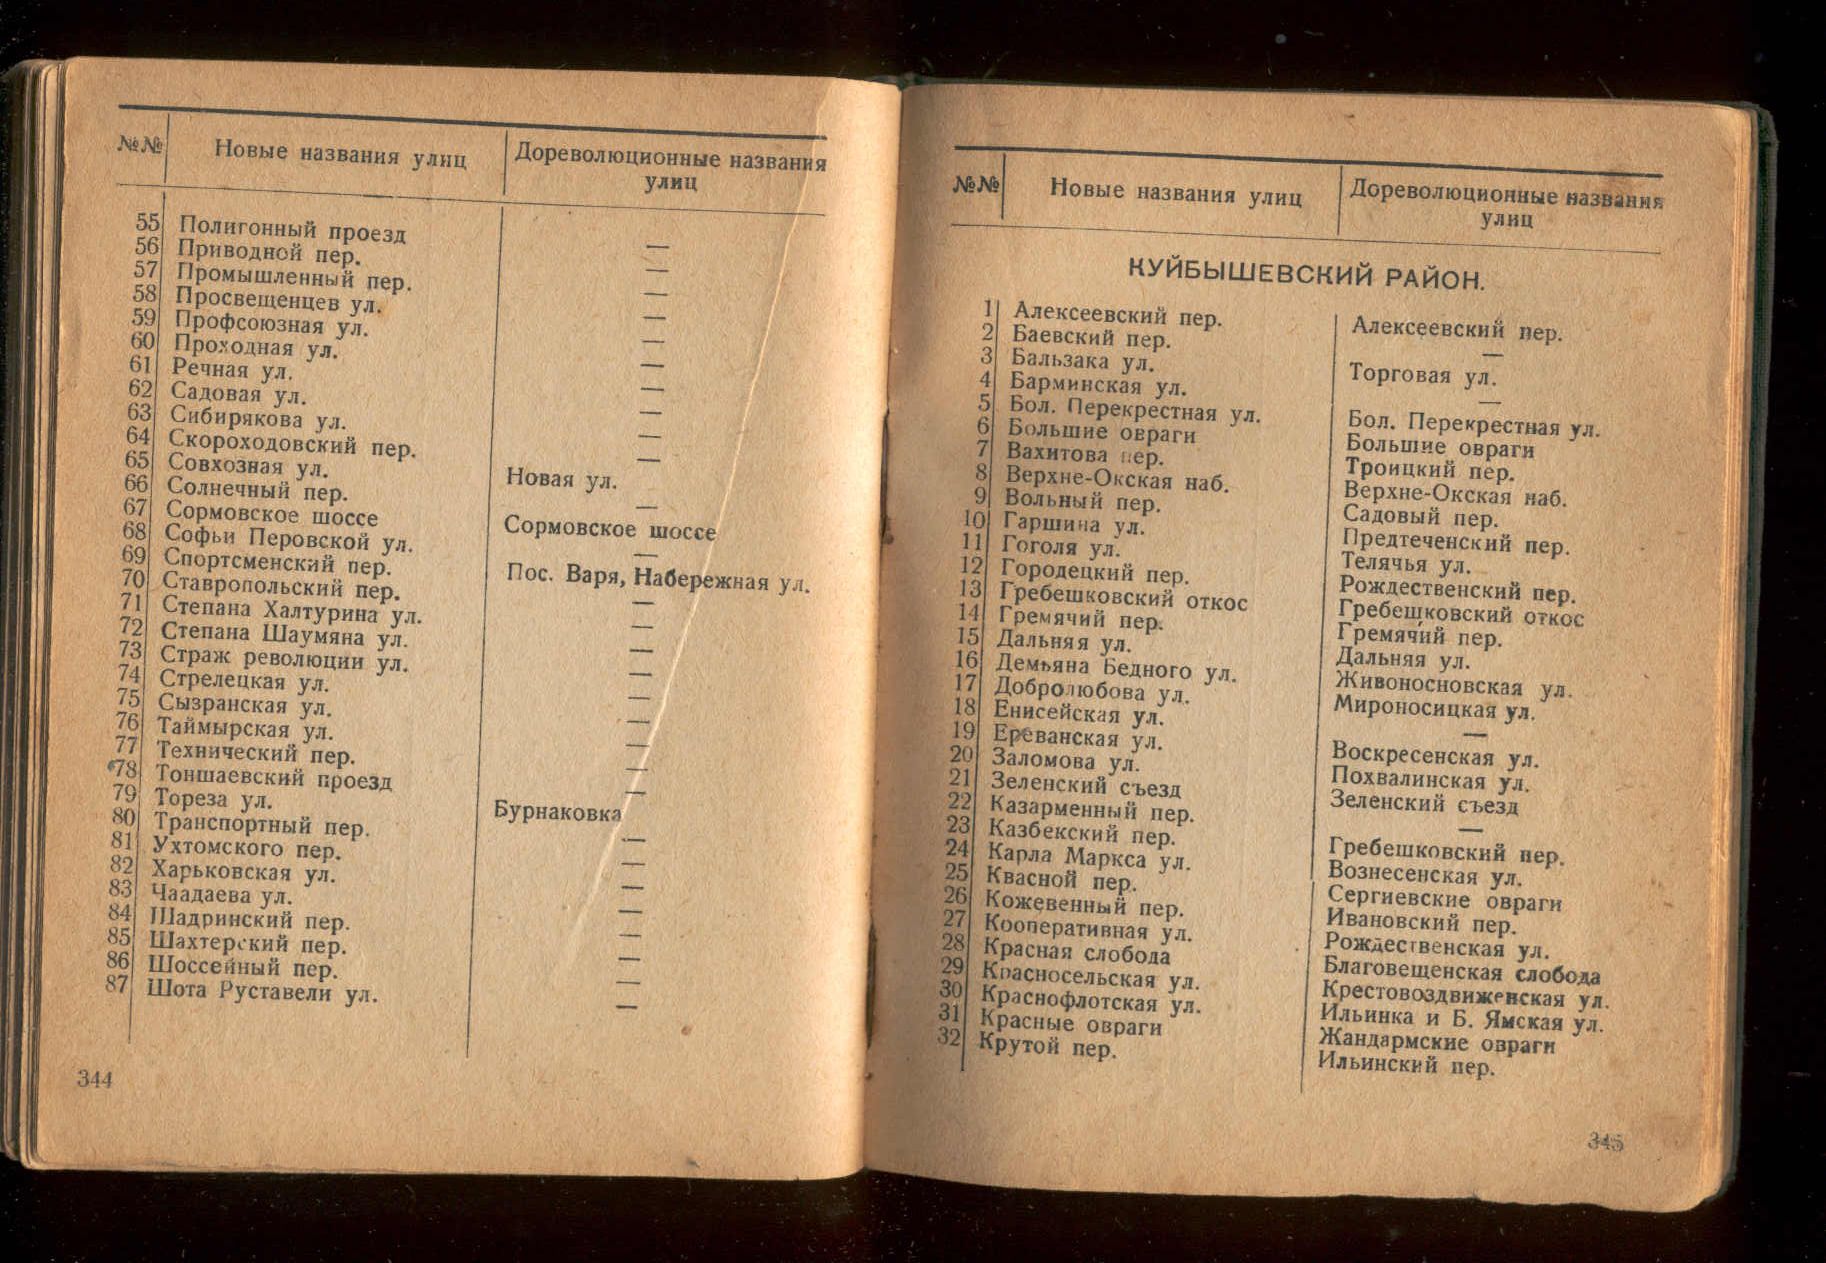 №№ Новые названия улиц Дореволюционные названия
улиц
55 Полигонный проезд —
56 Приводной пер. —
57 Промышленный пер. —
58 Просвещенцев ул. —
59 Профсоюзная ул. —
60 Проходная ул. —
61 Речная ул. —
62 Садовая ул. —
63 Сибирякова ул. —
64 Скороходовский пер. —
65 Совхозная ул. Новая ул.
66 Солнечный пер. —
67 Сормовское шоссе Сормовское шоссе
68 Софьи Перовской ул. —
69 Спортсменский пер. Пос. Варя, Набережная ул.
70 Ставропольский пер. —
71 Степана Халтурина ул. —
72 Степана Шаумяна ул. —
73 Страж революции ул. —
74 Стрелецкая ул. —
75 Сызранская ул. —
76 Таймырская ул. —
77 Технический пер. —
78 Тоншаевский проезд —
79 Тореза ул. Бурнаковка
80 Транспортный пер. —
81 Ухтомского пер. —
82 Харьковская ул. —
83 Чаадаева ул. —
84 Шадринский пер. —
85 Шахтерский пер. —
86 Шоссейный пер. —
87 Шота Руставели ул. —
344
№№ Новые названия улиц Дореволюционные названия
улиц
КУЙБЫШЕВСКИЙ РАЙОН.
1 Алексеевский пер. Алексеевский пер.
2 Баевский пер. —
3 Бальзака ул. Торговая ул.
4 Барминская ул. —
5 Бол. Перекрестная ул. Бол. Перекрестная ул.
6 Большие овраги Большие овраги
7 Вахитова пер. Троицкий пер.
8 Верхне-Окская наб. Верхне-Окская наб.
9 Вольный пер. Садовый пер.
10 Гаршина ул. Предтеченский пер.
11 Гоголя ул. Телячья ул.
12 Городецкий пер. Рождественский пер.
13 Гребешковский откос Гребешковский откос
14 Гремячий пер. Гремячий пер.
15 Дальняя ул. Дальняя ул.
16 Демьяна Бедного ул. Живоносновская ул.
17 Добролюбова ул. Мироносицкая ул.
18 Енисейская ул. —
19 Ереванская ул. Воскресенская ул.
20 Заломова ул. Похвалинская ул.
21 Зеленский съезд Зеленский съезд
22 Казарменный пер. —
23 Казбекский пер. Гребешковский пер.
24 Карла Маркса ул. Вознесенская ул.
25 Квасной пер. Сергиевские овраги
26 Кожевенный пер. Ивановский пер.
27 Кооперативная ул. Рождественская ул.
28 Красная слобода Благовещенская слобода
29 Красносельская ул. Крестовоздвиженская ул.
30 Краснофлотская ул. Ильинка и Б. Ямская ул.
31 Красные овраги Жандармские овраги
32 Крутой пер. Ильинский пер.
345